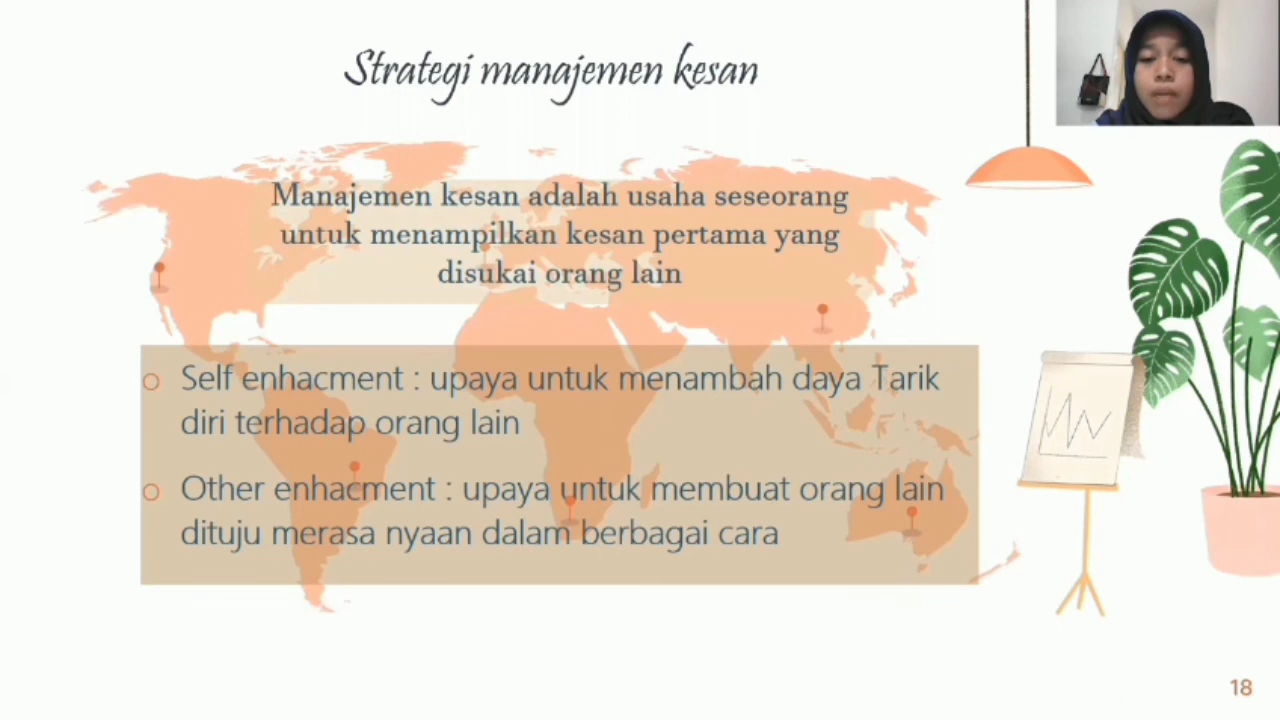 Strategi manajemen kesan
Manajemen kesan adalah usaha seseorang
untuk menampilkan kesan pertama yang
disukai orang lain
o Self enhacment : upaya untuk menambah daya Tarik
diri terhadap orang lain
o Other enhacment : upaya untuk membuat orang lain
dituju merasa nyaan dalam berbagai cara
18